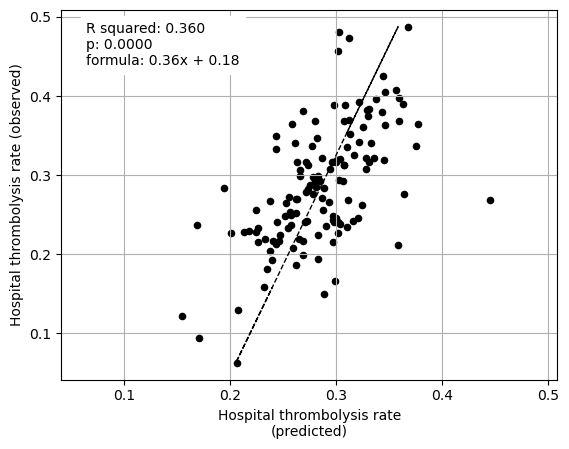 R squared: 0.360
p: 0.0000
formula: 0.36x + 0.18
0.5
0.4
0.3
0.2
0.1
Hospital thrombolysis rate (observed)
0.1 0.2 0.3 0.4 0.5
Hospital thrombolysis rate
(predicted)